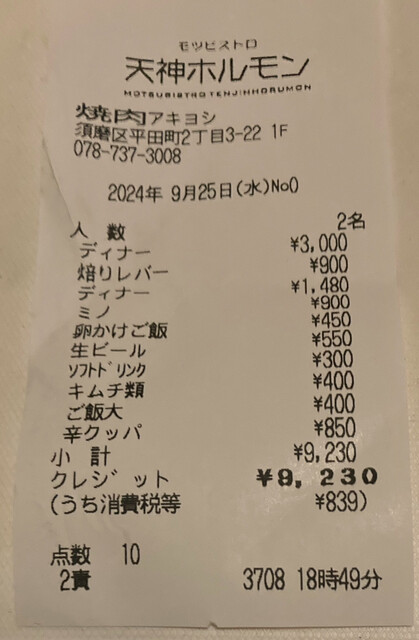 モツビストロ
天神ホルモン
MOTSUBISTRO TENJINHORUMON
焼肉アキヨシ
須磨区平田町2丁目3-22 1F
078-737-3008
2024年 9月25日(水)No0
人 数 2名
ディナー ¥3,000
焙りレバー ¥900
ディナー ¥1,480
ミノ ¥900
卵かけご飯 ¥450
生ビール ¥550
ソフトドリンク ¥300
キムチ類 ¥400
ご飯大 ¥400
辛クッパ ¥850
小 計 ¥9,230
クレジット ¥9,230
(うち消費税等 ¥839)
点数 10
2責 3708 18時49分